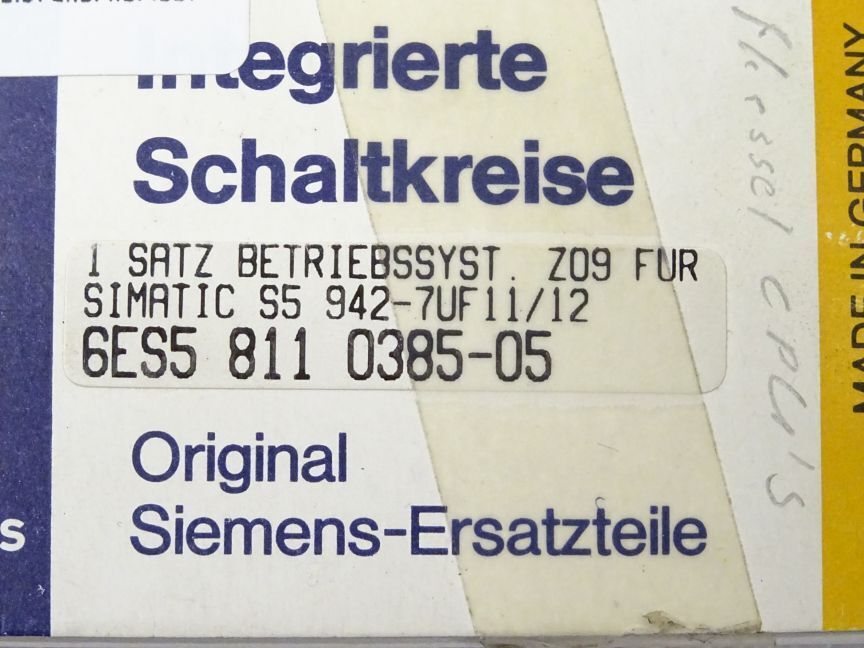 Integrierte
Schaltkreise
1 SATZ BETRIEBSSYST. Z09 FUR
SIMATIC S5 942-7UF11/12
6ES5 811 0385-05
Original
Siemens-Ersatzteile
s
CPU's
MADE IN GERMANY